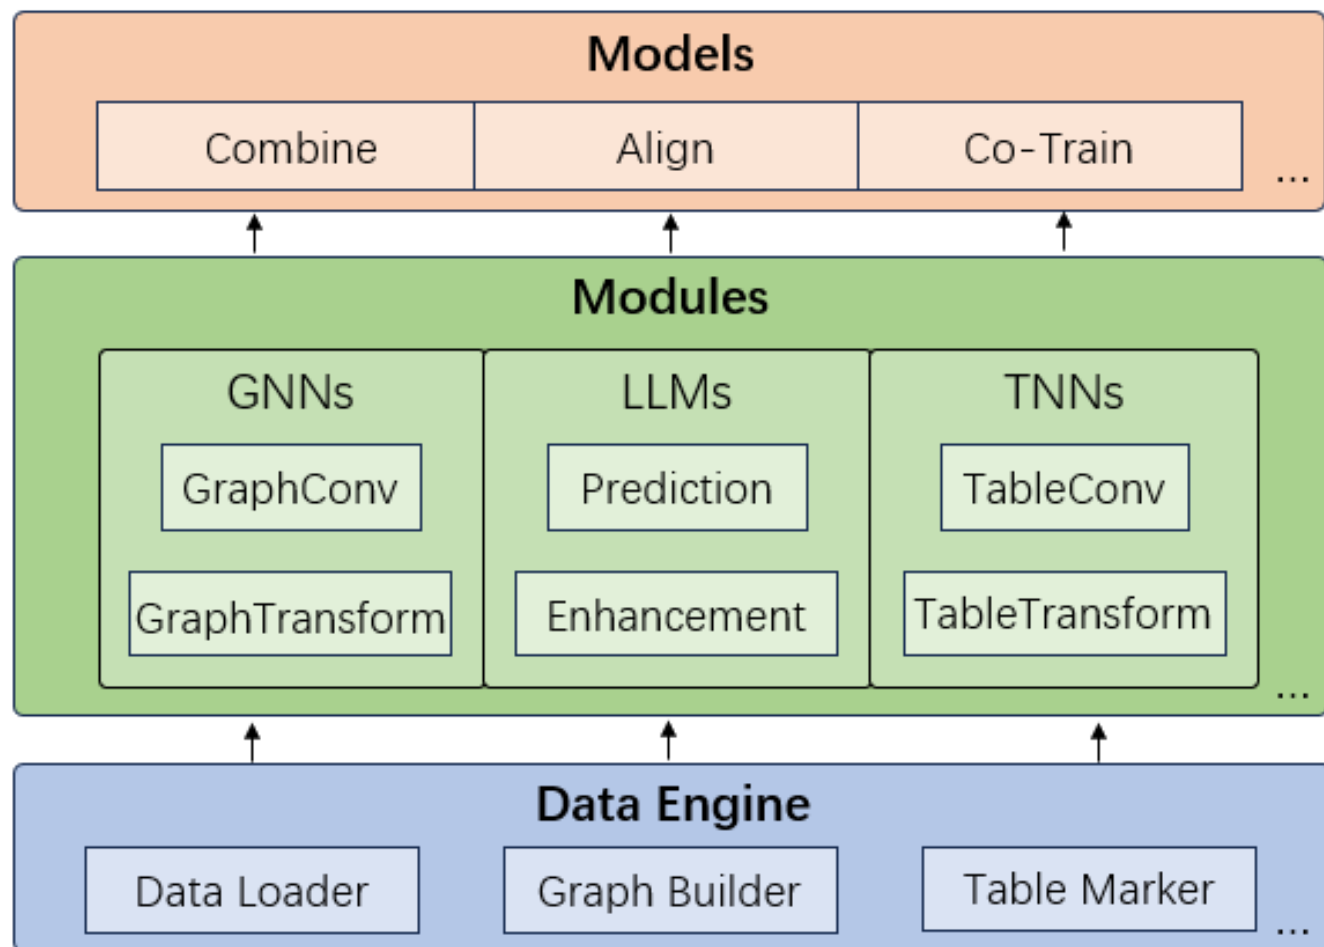 Models
Combine Align Co-Train
...
Modules
GNNs LLMs TNNs
GraphConv Prediction TableConv
GraphTransform Enhancement TableTransform
...
Data Engine
Data Loader Graph Builder Table Marker
...